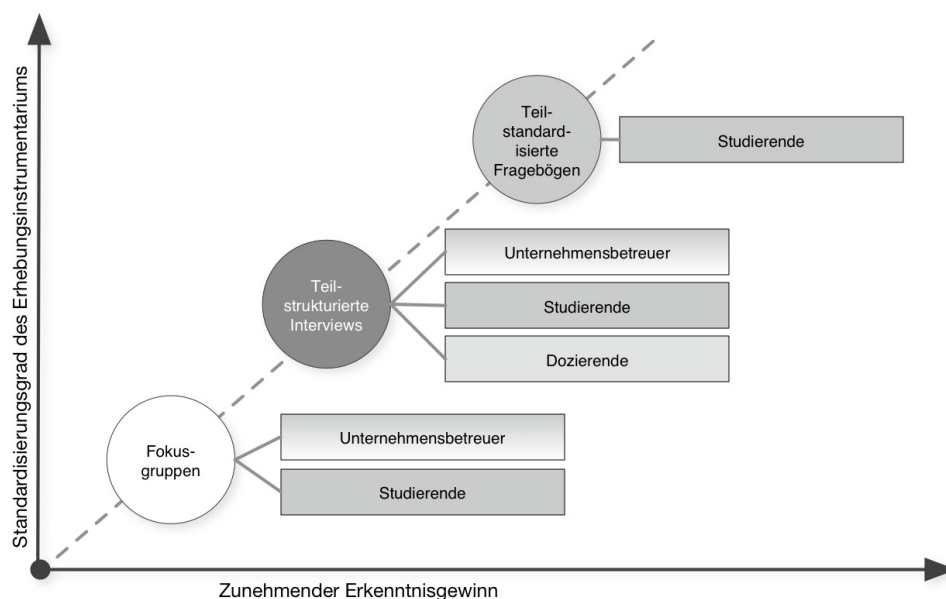 Standardisierungsgrad des Erhebungsinstrumentariums
Teil-
standard-
isierte
Fragebögen
Studierende
Teil-
strukturierte
Interviews
Unternehmensbetreuer
Studierende
Dozierende
Fokus-
gruppen
Unternehmensbetreuer
Studierende
Zunehmender Erkenntnisgewinn